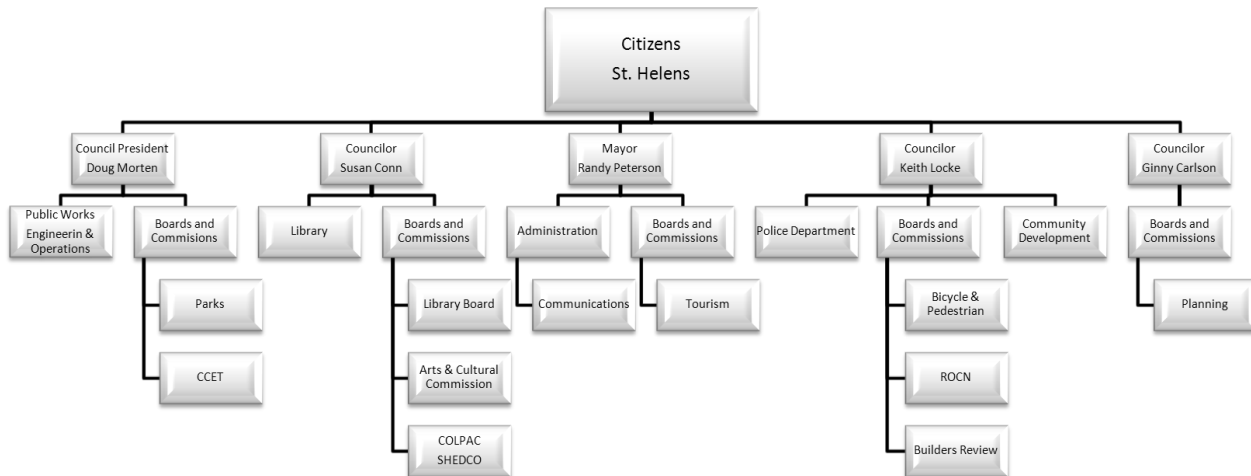 Citizens
St. Helens
Council President
Doug Morten
Councilor
Susan Conn
Mayor
Randy Peterson
Councilor
Keith Locke
Councilor
Ginny Carlson
Public Works
Engineerin &
Operations
Boards and
Commisions
Library
Boards and
Commissions
Administration
Boards and
Commissions
Police Department
Boards and
Commissions
Community
Development
Boards and
Commissions
Parks
Library Board
Communications
Tourism
Bicycle &
Pedestrian
Planning
CCET
Arts & Cultural
Commission
ROCN
COLPAC
SHEDCO
Builders Review